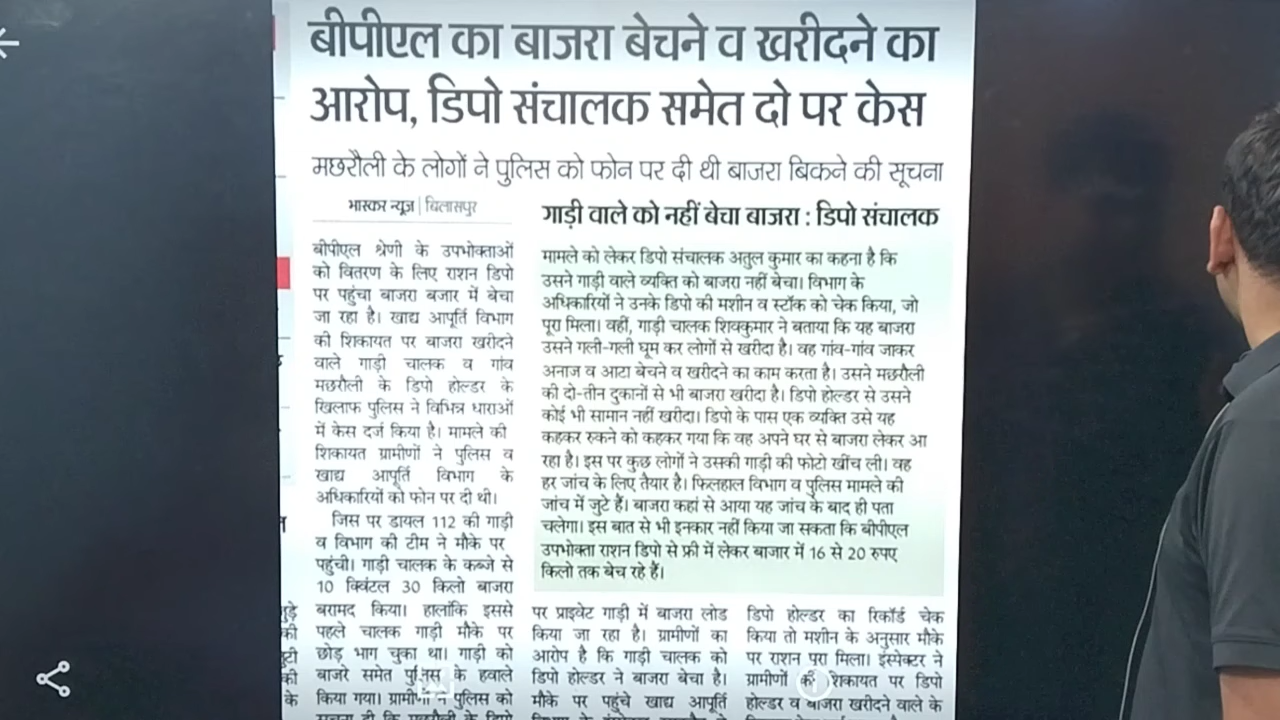 बीपीएल का बाजरा बेचने व खरीदने का
आरोप, डिपो संचालक समेत दो पर केस
मछरौली के लोगों ने पुलिस को फोन पर दी थी बाजरा बिकने की सूचना
भास्कर न्यूज | बिलासपुर
बीपीएल श्रेणी के उपभोक्ताओं
को वितरण के लिए राशन डिपो
पर पहुंचा बाजरा बजार में बेचा
जा रहा है। खाद्य आपूर्ति विभाग
की शिकायत पर बाजरा खरीदने
वाले गाड़ी चालक व गांव
मछरौली के डिपो होल्डर के
खिलाफ पुलिस ने विभिन्न धाराओं
में केस दर्ज किया है। मामले की
शिकायत ग्रामीणों ने पुलिस व
खाद्य आपूर्ति विभाग के
अधिकारियों को फोन पर दी थी।
जिस पर डायल 112 की गाड़ी
व विभाग की टीम ने मौके पर
पहुंची। गाड़ी चालक के कब्जे से
10 क्विंटल 30 किलो बाजरा
बरामद किया। हालांकि इससे
पहले चालक गाड़ी मौके पर
छोड़ भाग चुका था। गाड़ी को
बाजरे समेत पुलिस के हवाले
किया गया। ग्रामीणों ने पुलिस को
गाड़ी वाले को नहीं बेचा बाजरा : डिपो संचालक
मामले को लेकर डिपो संचालक अतुल कुमार का कहना है कि
उसने गाड़ी वाले व्यक्ति को बाजरा नहीं बेचा। विभाग के
अधिकारियों ने उनके डिपो की मशीन व स्टॉक को चेक किया, जो
पूरा मिला। वहीं, गाड़ी चालक शिवकुमार ने बताया कि यह बाजरा
उसने गली-गली घूम कर लोगों से खरीदा है। वह गांव-गांव जाकर
अनाज व आटा बेचने व खरीदने का काम करता है। उसने मछरौली
की दो-तीन दुकानों से भी बाजरा खरीदा है। डिपो होल्डर से उसने
कोई भी सामान नहीं खरीदा। डिपो के पास एक व्यक्ति उसे यह
कहकर रुकने को कहकर गया कि वह अपने घर से बाजरा लेकर आ
रहा है। इस पर कुछ लोगों ने उसकी गाड़ी की फोटो खींच ली। वह
हर जांच के लिए तैयार है। फिलहाल विभाग व पुलिस मामले की
जांच में जुटे हैं। बाजरा कहां से आया यह जांच के बाद ही पता
चलेगा। इस बात से भी इनकार नहीं किया जा सकता कि बीपीएल
उपभोक्ता राशन डिपो से फ्री में लेकर बाजार में 16 से 20 रुपए
किलो तक बेच रहे हैं।
पर प्राइवेट गाड़ी में बाजरा लोड
किया जा रहा है। ग्रामीणों का
आरोप है कि गाड़ी चालक को
डिपो होल्डर ने बाजरा बेचा है।
मौके पर पहुंचे खाद्य आपूर्ति
डिपो होल्डर का रिकॉर्ड चेक
किया तो मशीन के अनुसार मौके
पर राशन पूरा मिला। इंस्पेक्टर ने
ग्रामीणों की शिकायत पर डिपो
होल्डर व बाजरा खरीदने वाले के